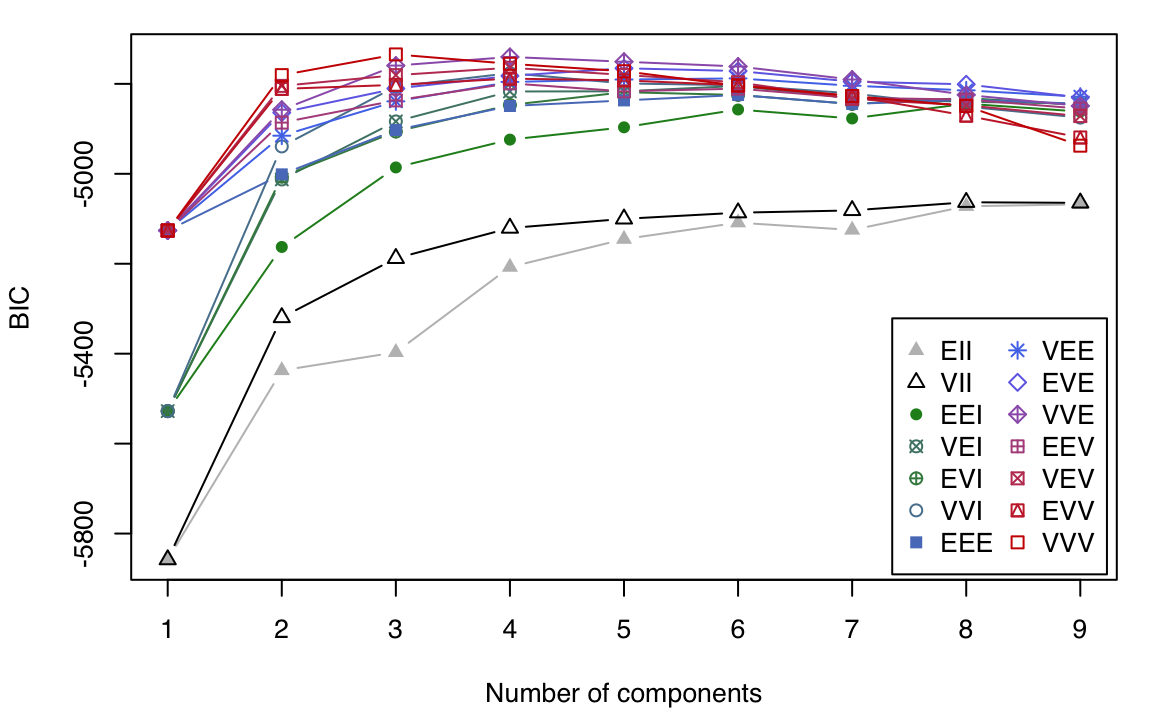 BIC
-5000
-5400
-5800
EII VEE
VII EVE
EEI VVE
VEI EEV
EVI VEV
VVI EVV
EEE VVV
1 2 3 4 5 6 7 8 9
Number of components